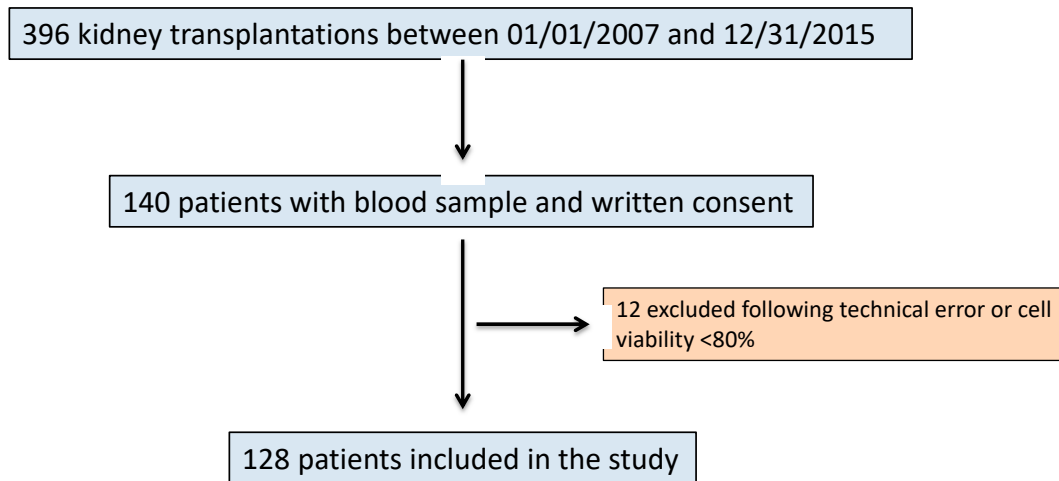 396 kidney transplantations between 01/01/2007 and 12/31/2015
140 patients with blood sample and written consent
12 excluded following technical error or cell
viability <80%
128 patients included in the study